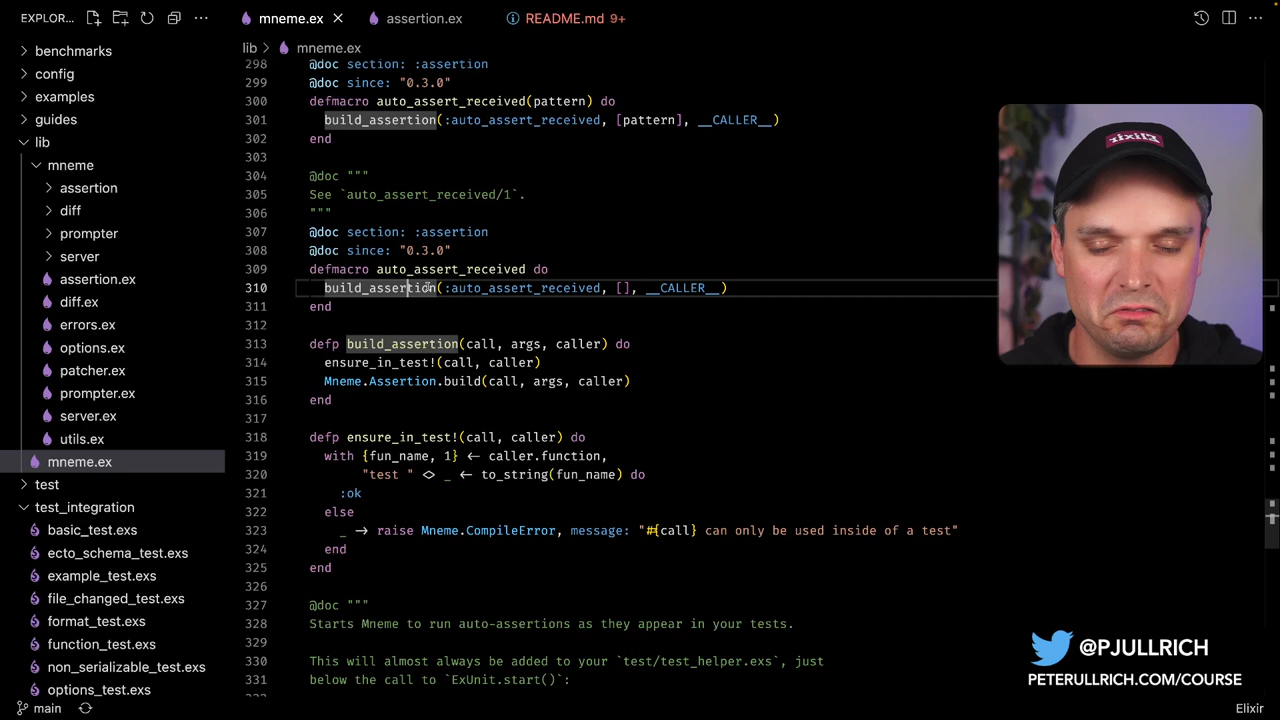 EXPLOR...
mneme.ex
assertion.ex
README.md 9+
benchmarks
config
examples
guides
lib
mneme
assertion
diff
prompter
server
assertion.ex
diff.ex
errors.ex
options.ex
patcher.ex
prompter.ex
server.ex
utils.ex
mneme.ex
test
test_integration
basic_test.exs
ecto_schema_test.exs
example_test.exs
file_changed_test.exs
format_test.exs
function_test.exs
non_serializable_test.exs
options_test.exs
main
lib > mneme.ex
298 @doc section: :assertion
299 @doc since: "0.3.0"
300 defmacro auto_assert_received(pattern) do
301 build_assertion(:auto_assert_received, [pattern], __CALLER__)
302 end
303
304 @doc """
305 See `auto_assert_received/1`.
306 """
307 @doc section: :assertion
308 @doc since: "0.3.0"
309 defmacro auto_assert_received do
310 build_assertion(:auto_assert_received, [], __CALLER__)
311 end
312
313 defp build_assertion(call, args, caller) do
314 ensure_in_test!(call, caller)
315 Mneme.Assertion.build(call, args, caller)
316 end
317
318 defp ensure_in_test!(call, caller) do
319 with {fun_name, 1} <- caller.function,
320 "test " <> _ <- to_string(fun_name) do
321 :ok
322 else
323 _ -> raise Mneme.CompileError, message: "#{call} can only be used inside of a test"
324 end
325 end
326
327 @doc """
328 Starts Mneme to run auto-assertions as they appear in your tests.
329
330 This will almost always be added to your `test/test_helper.exs`, just
331 below the call to `ExUnit.start()`:
@PJULLRICH
PETERULLRICH.COM/COURSE
Elixir